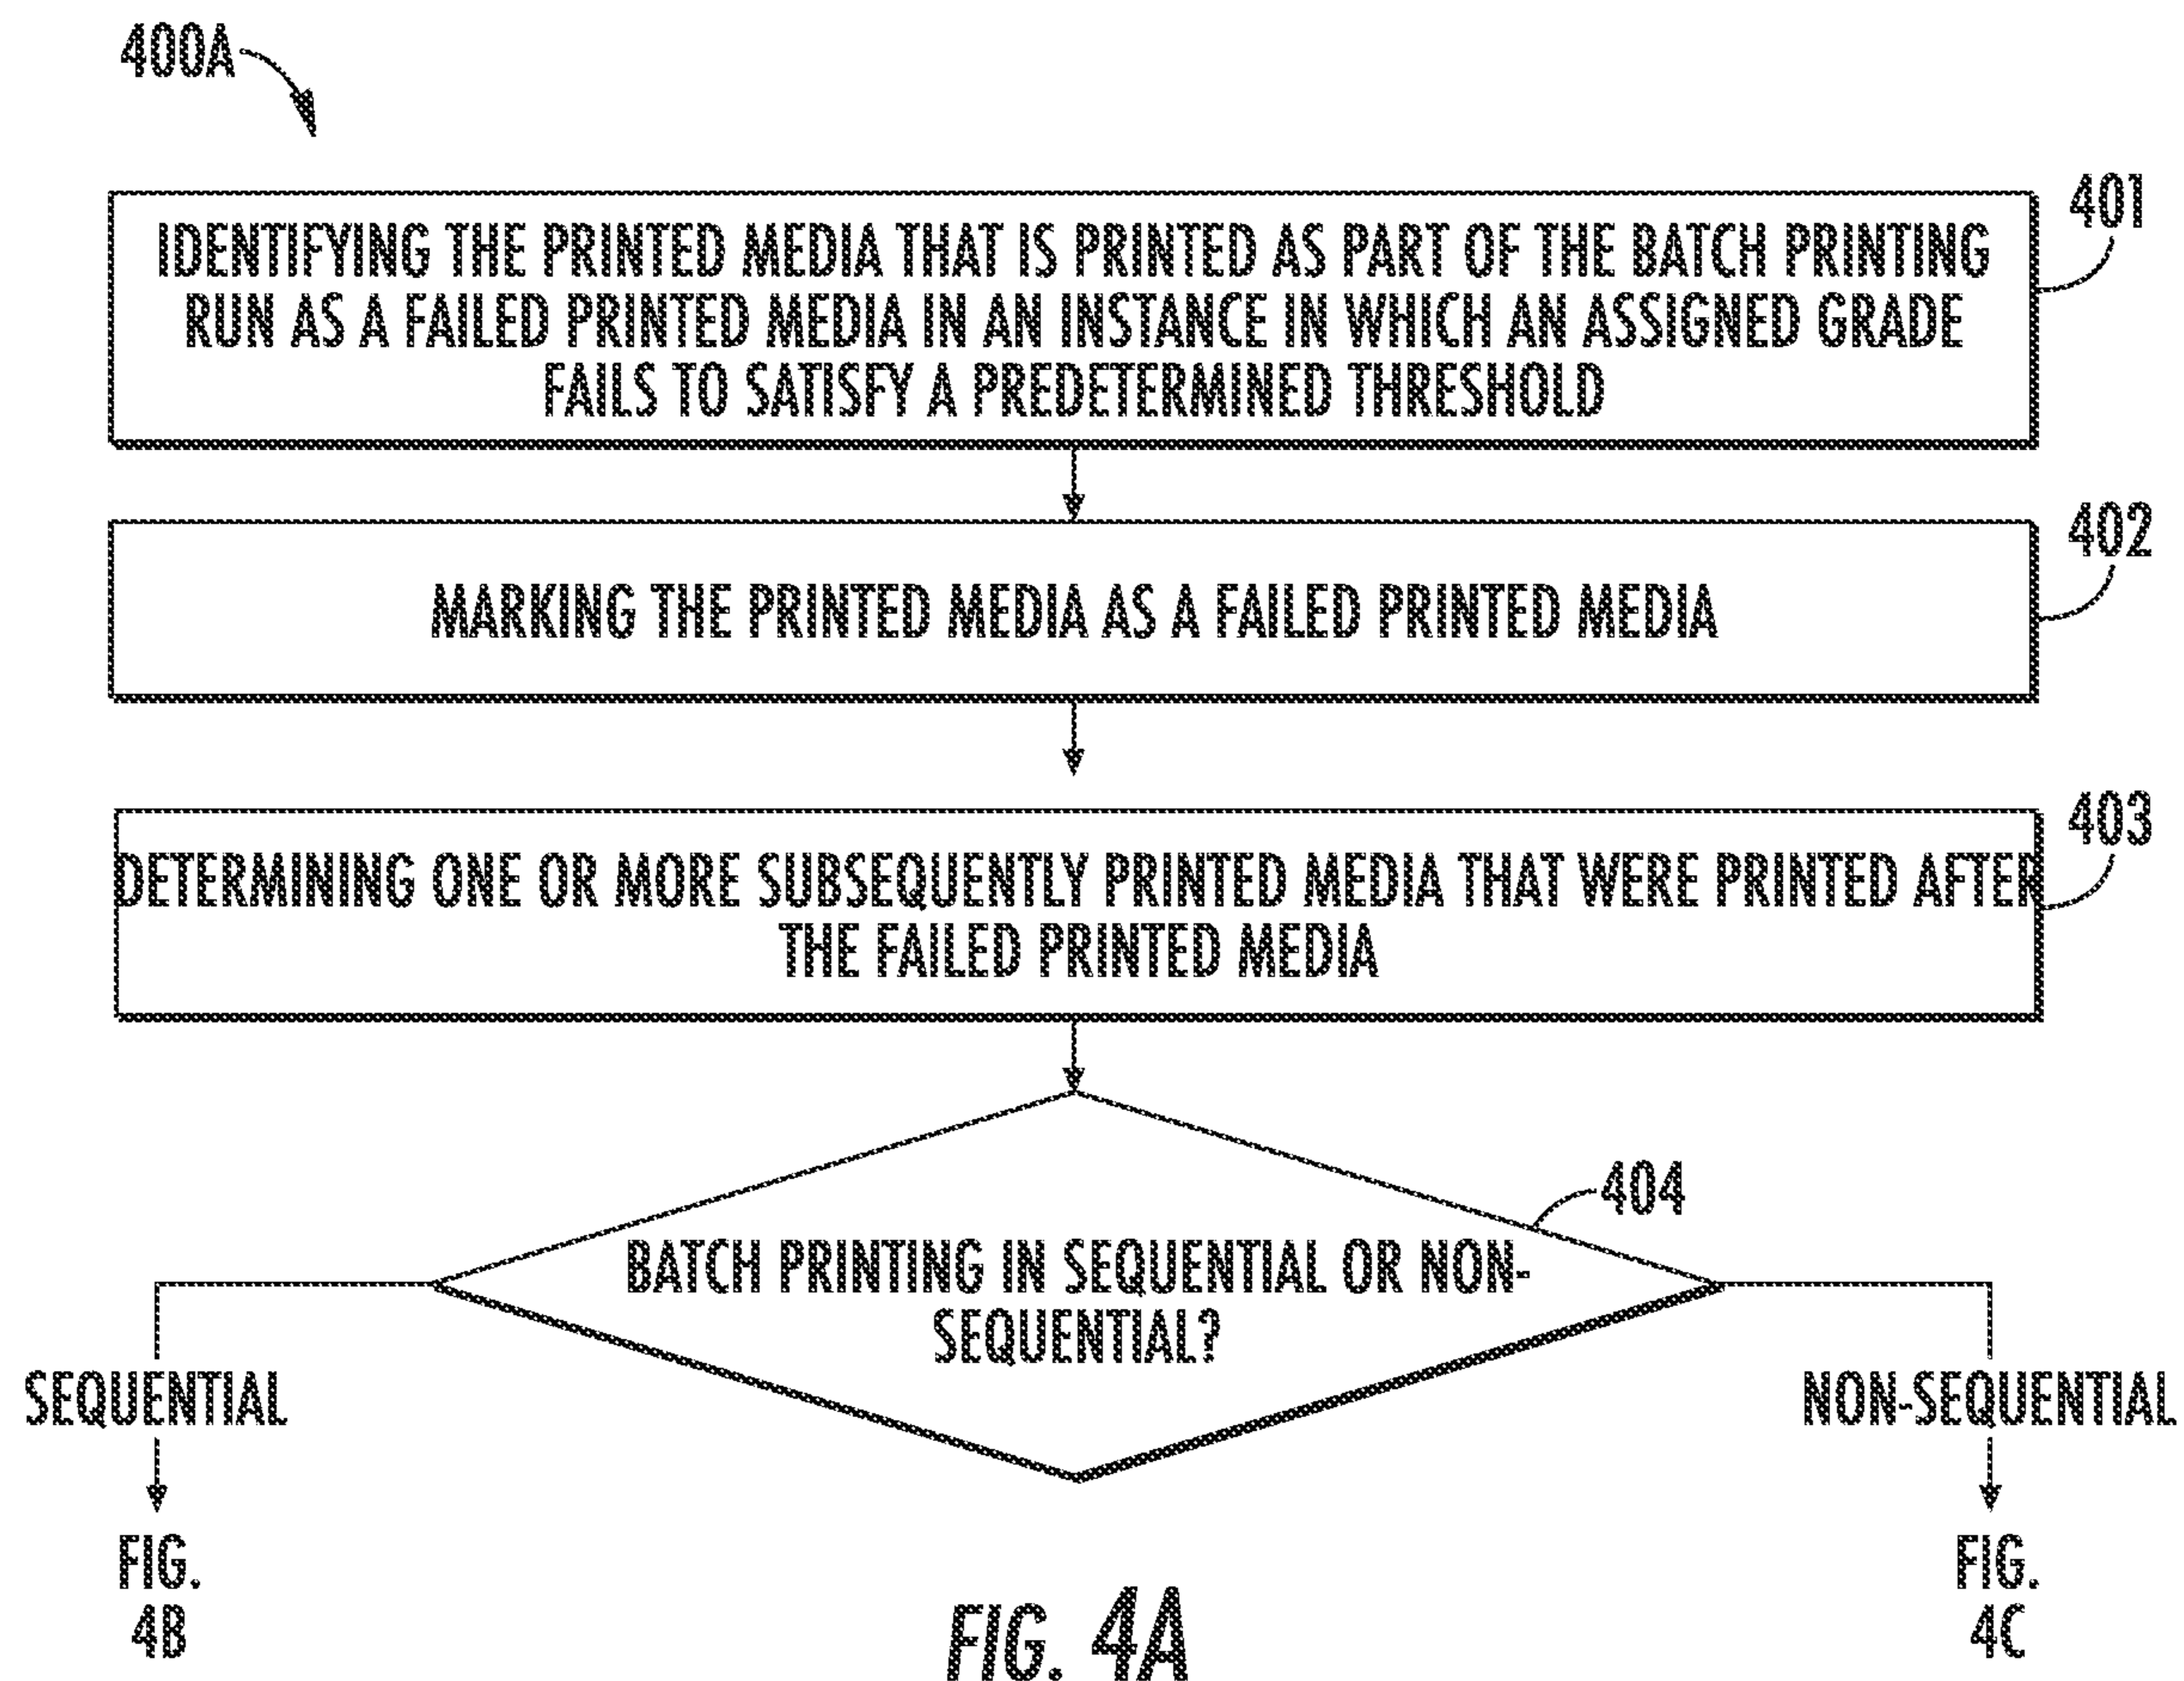 400A
401
IDENTIFYING THE PRINTED MEDIA THAT IS PRINTED AS PART OF THE BATCH PRINTING
RUN AS A FAILED PRINTED MEDIA IN AN INSTANCE IN WHICH AN ASSIGNED GRADE
FAILS TO SATISFY A PREDETERMINED THRESHOLD
402
MARKING THE PRINTED MEDIA AS A FAILED PRINTED MEDIA
403
DETERMINING ONE OR MORE SUBSEQUENTLY PRINTED MEDIA THAT WERE PRINTED AFTER
THE FAILED PRINTED MEDIA
404
BATCH PRINTING IN SEQUENTIAL OR NON-
SEQUENTIAL?
SEQUENTIAL
NON-SEQUENTIAL
FIG.
4B
FIG.
4C
FIG. 4A